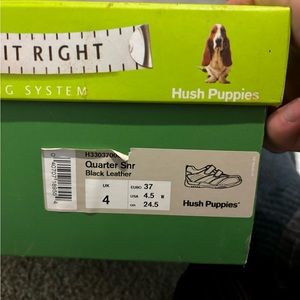 IT RIGHT
G SYSTEM
Hush Puppies
H3303700
Quarter Snr
Black Leather
UK
4
EURO 37
USA 4.5 W
CM 24.5
Hush Puppies